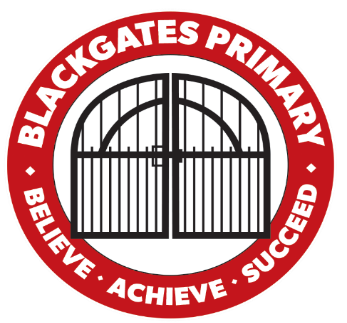 BLACKGATES PRIMARY
BELIEVE · ACHIEVE · SUCCEED